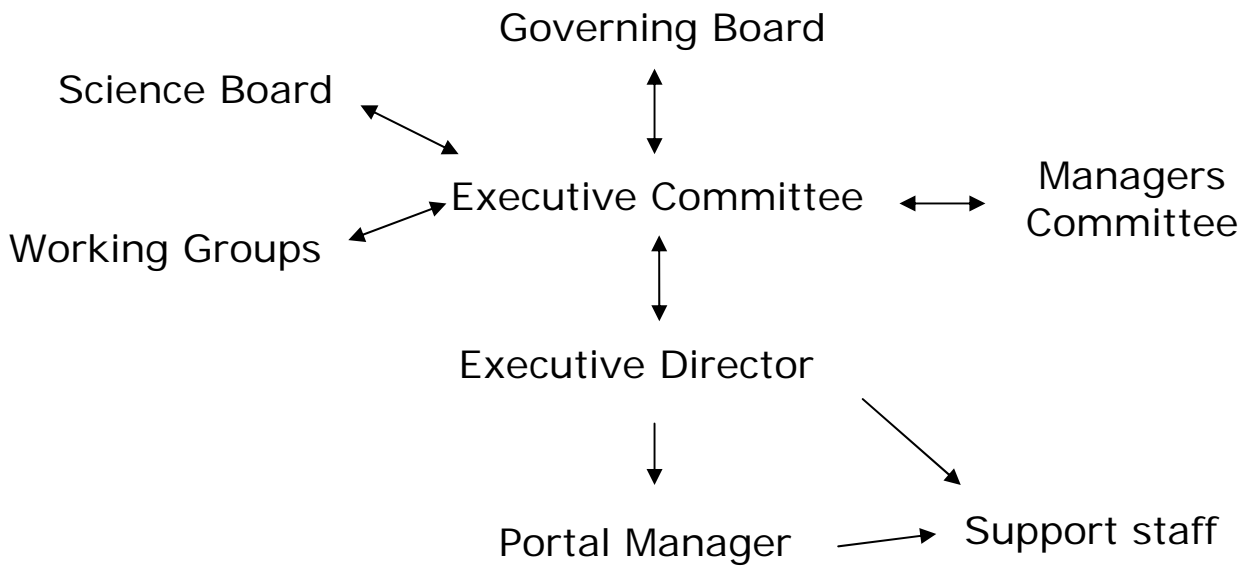 Governing Board
Science Board
Executive Committee
Managers
Committee
Working Groups
Executive Director
Portal Manager
Support staff